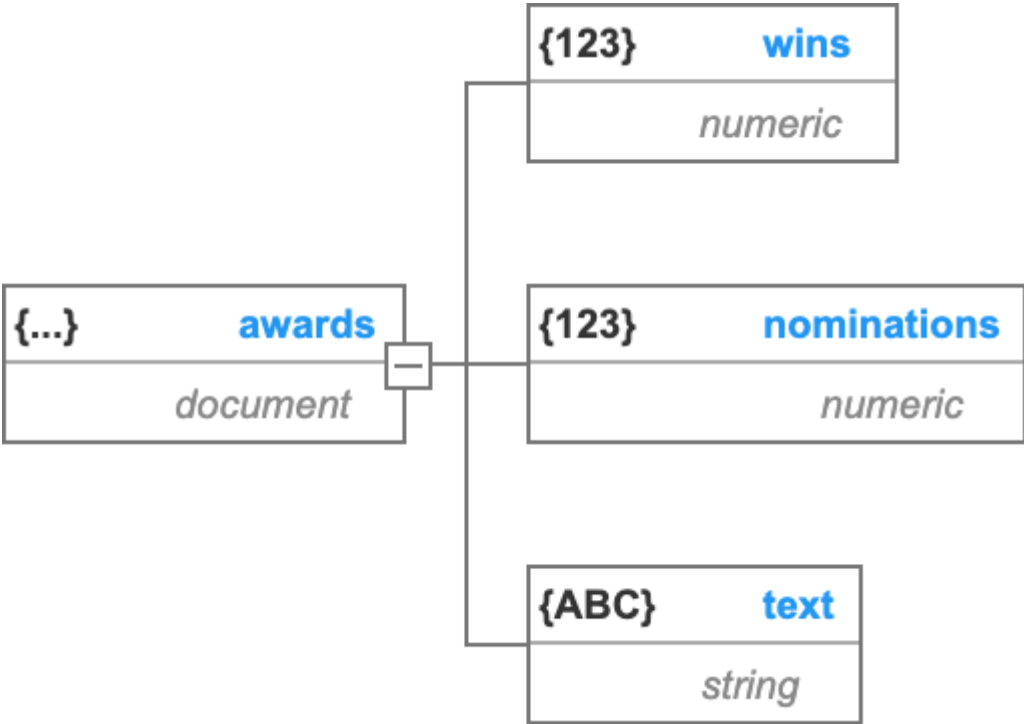 {123} wins
numeric
{...} awards
document
{123} nominations
numeric
{ABC} text
string